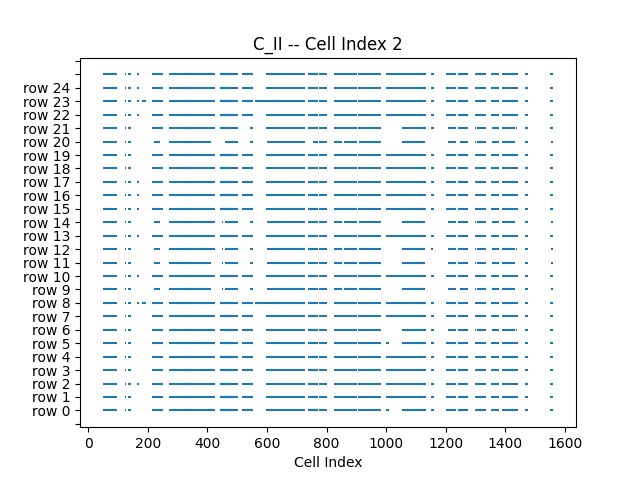 C_II -- Cell Index 2
row 24
row 23
row 22
row 21
row 20
row 19
row 18
row 17
row 16
row 15
row 14
row 13
row 12
row 11
row 10
row 9
row 8
row 7
row 6
row 5
row 4
row 3
row 2
row 1
row 0
0 200 400 600 800 1000 1200 1400 1600
Cell Index